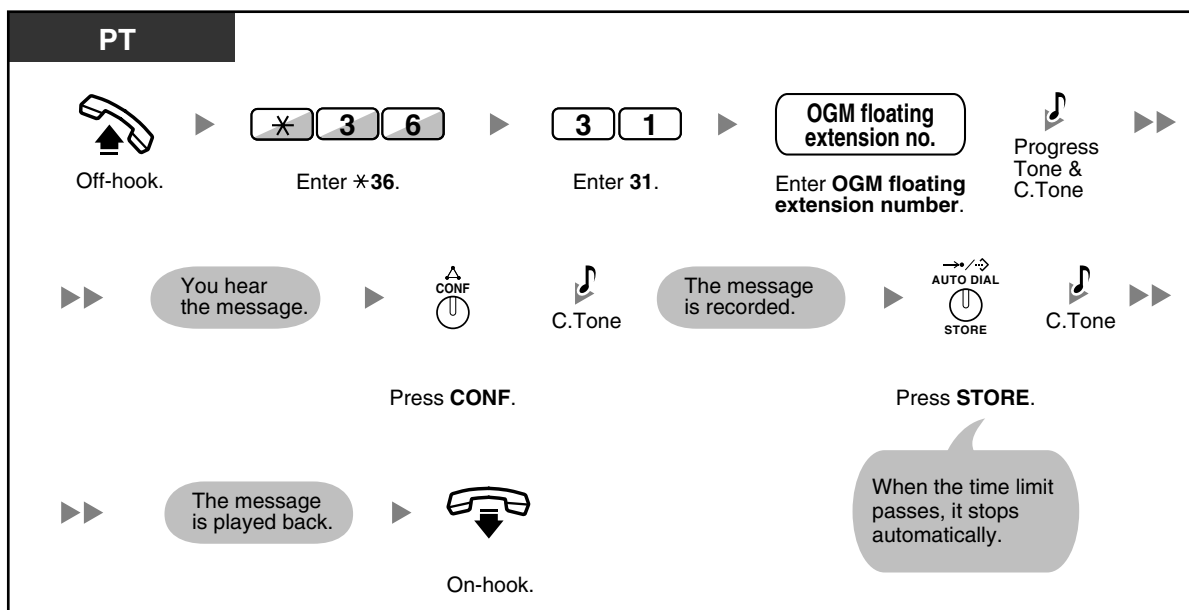 PT
✳ 3 6
3 1
OGM floating
extension no.
Off-hook.
Enter ✳36.
Enter 31.
Enter OGM floating
extension number.
Progress
Tone &
C.Tone
You hear
the message.
CONF
C.Tone
The message
is recorded.
AUTO DIAL
STORE
C.Tone
Press CONF.
Press STORE.
When the time limit
passes, it stops
automatically.
The message
is played back.
On-hook.